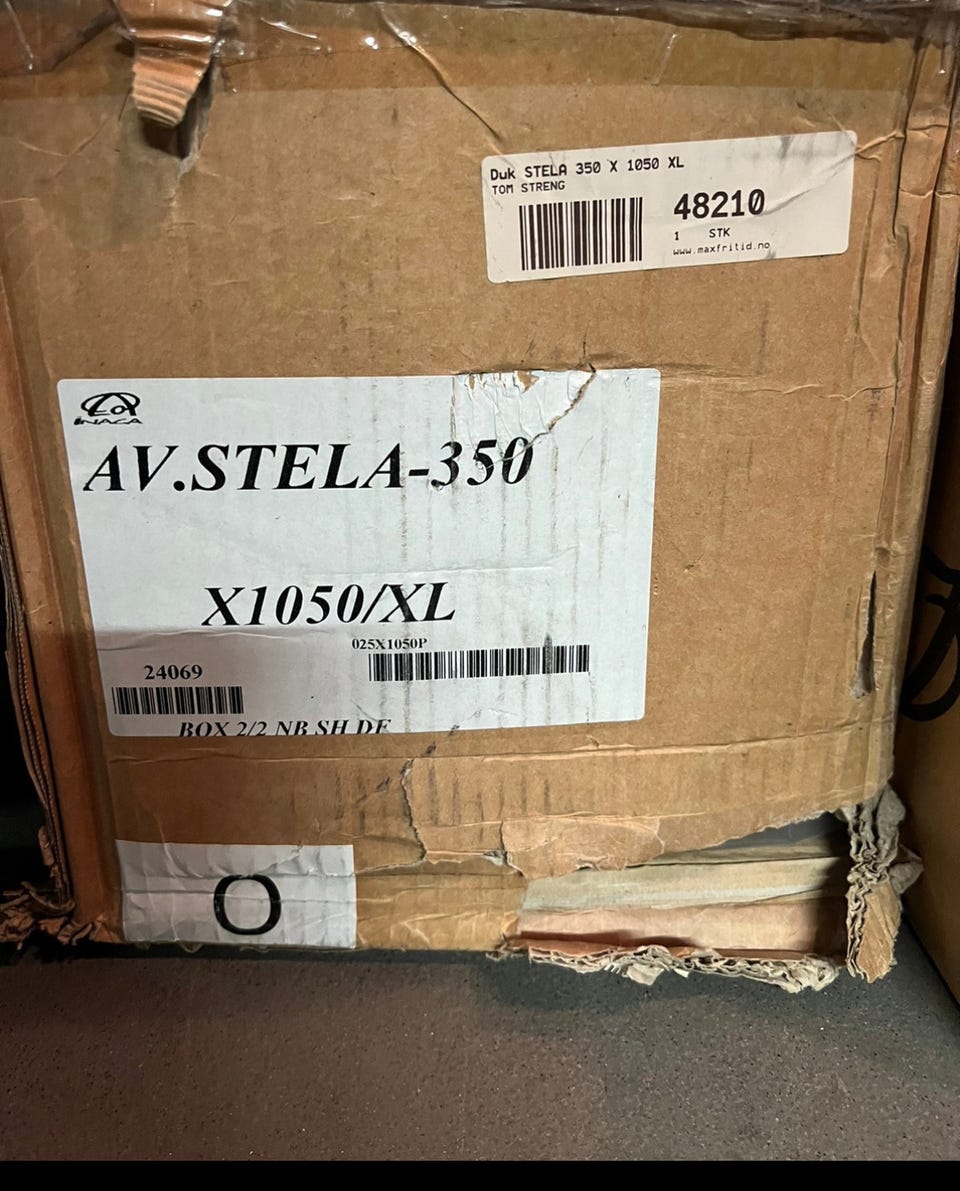 Duk STELA 350 X 1050 XL
TOM STRENG
48210
1 STK
www.maxfritid.no
INACA
AV.STELA-350
X1050/XL
025X1050P
24069
BOX 2/2 NB SH DF
O